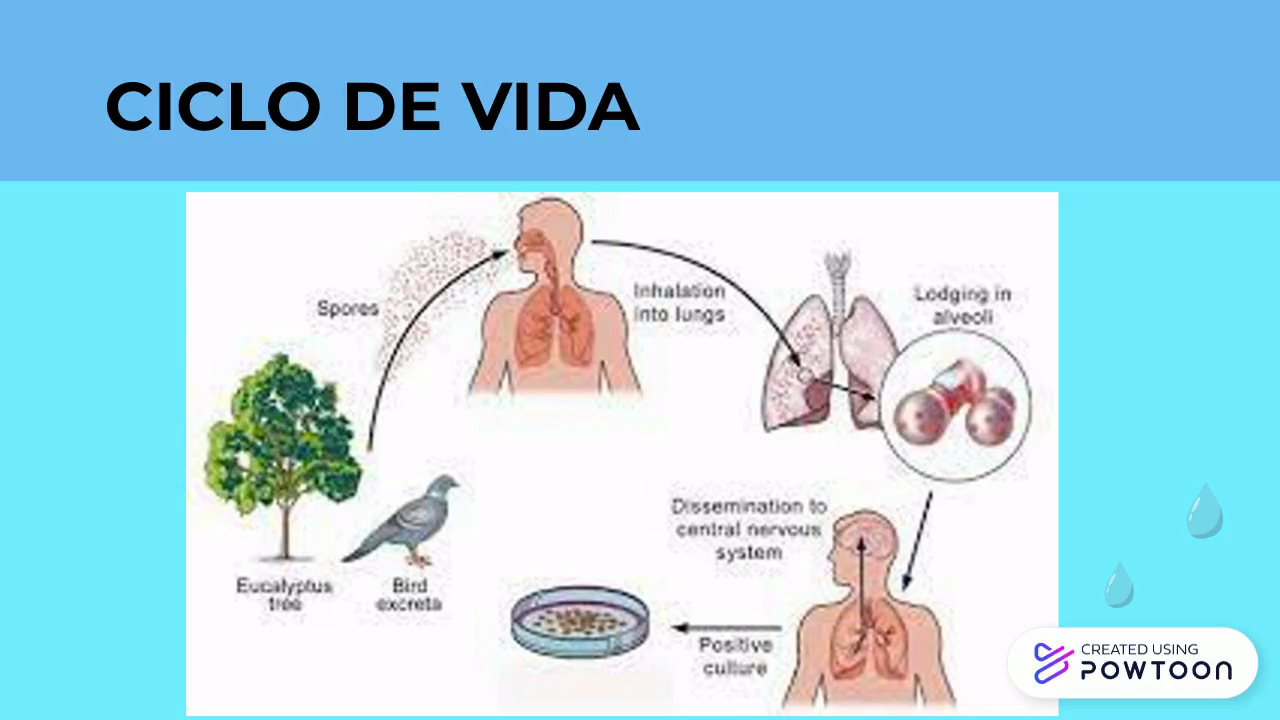 CICLO DE VIDA
Spores
Inhalation
into lungs
Lodging in
alveoli
Eucalyptus
tree
Bird
excreta
Dissemination to
central nervous
system
Positive
culture
CREATED USING
POWTOON